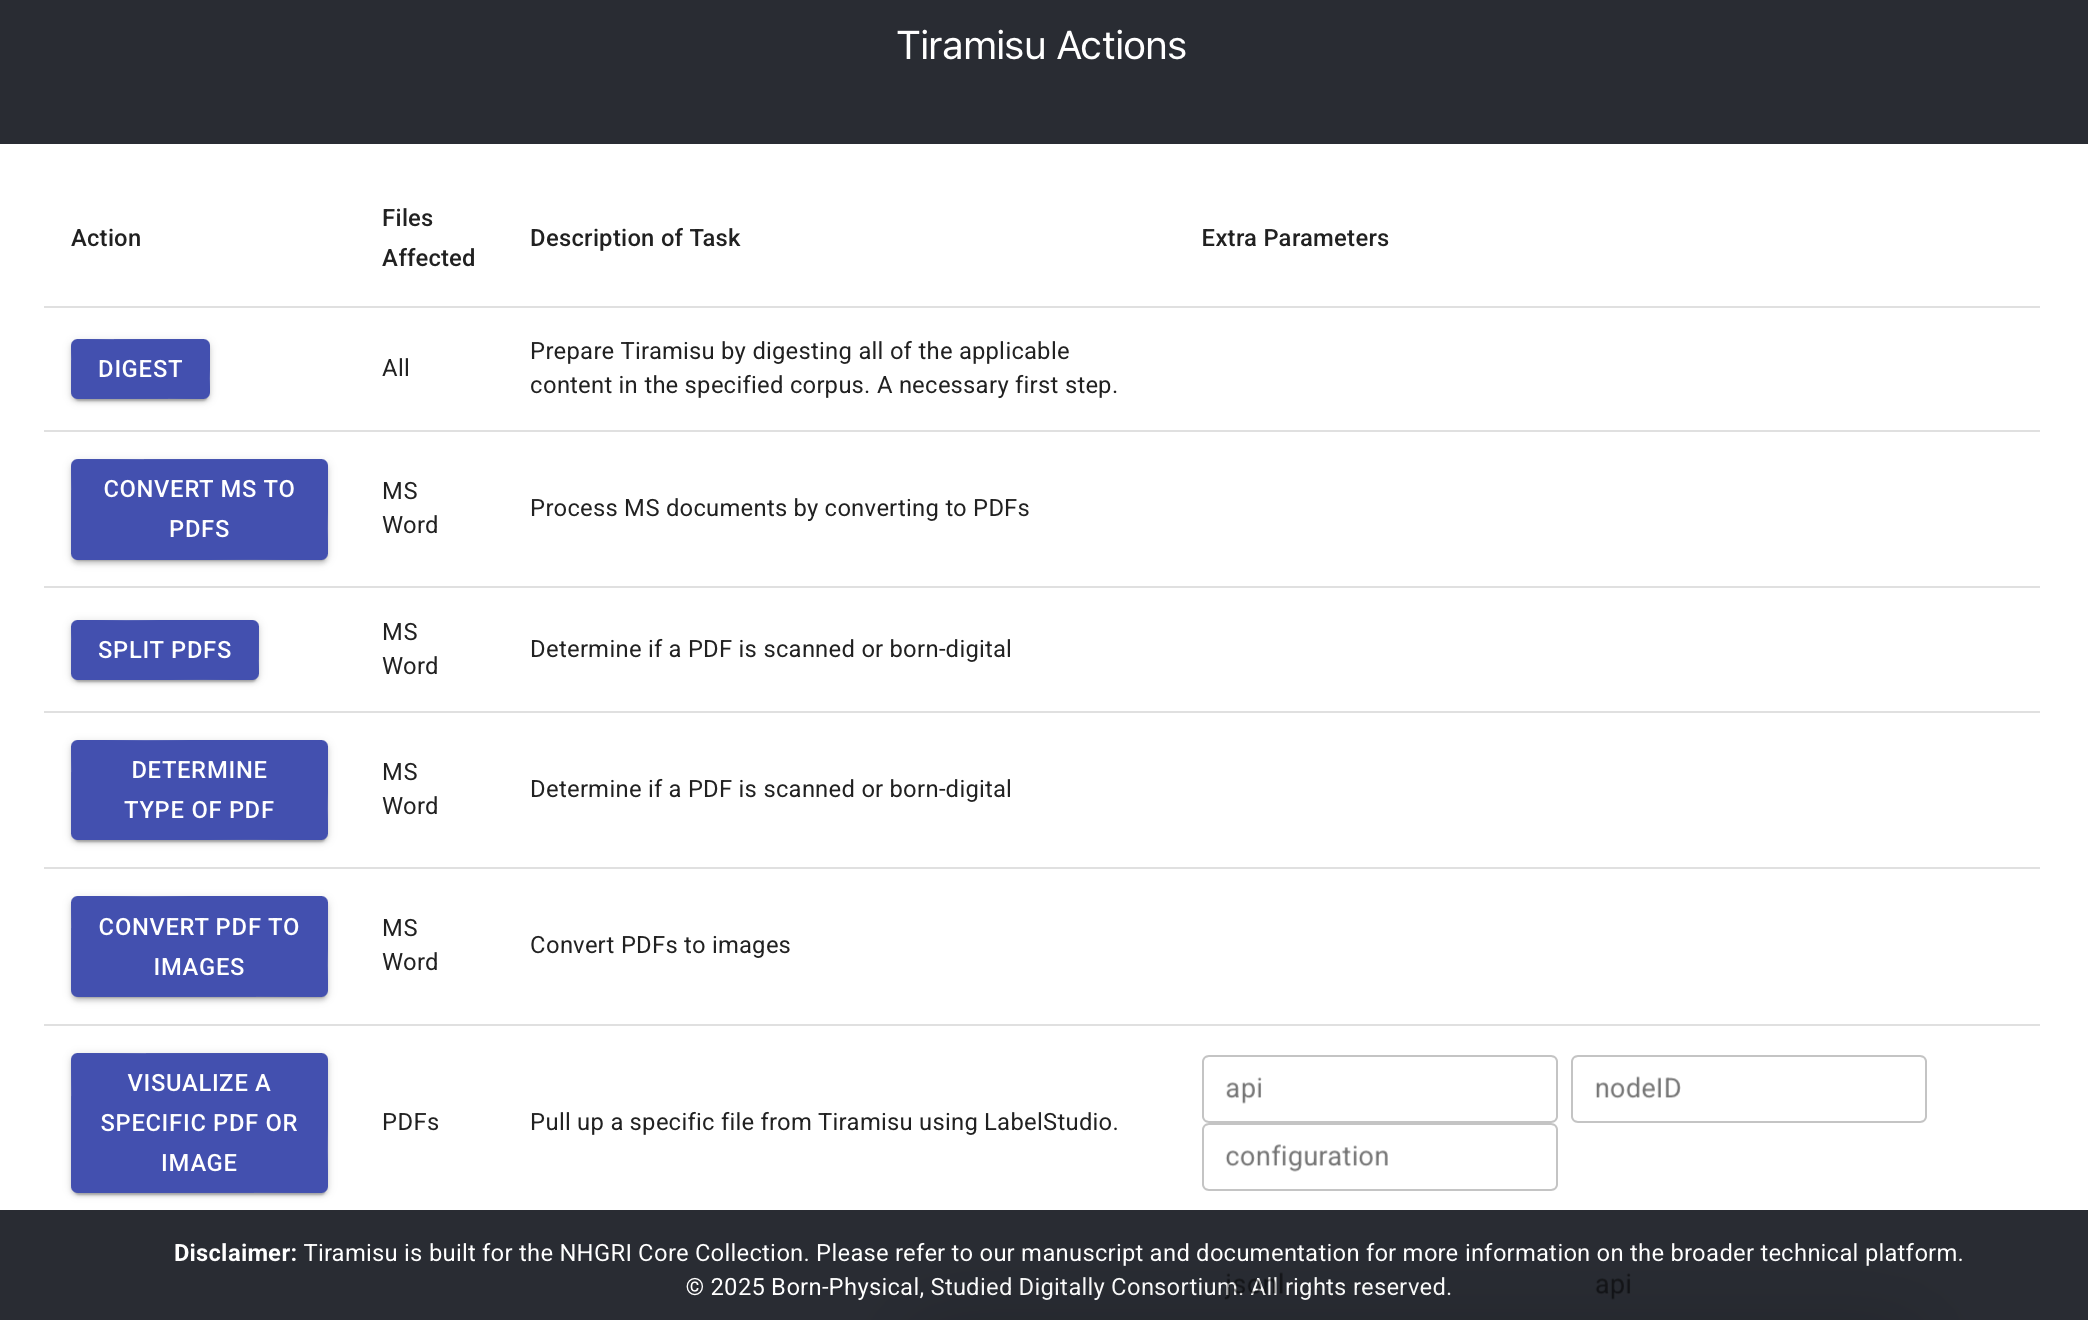 Tiramisu Actions
Action
Files
Affected
Description of Task
Extra Parameters
DIGEST
All
Prepare Tiramisu by digesting all of the applicable
content in the specified corpus. A necessary first step.
CONVERT MS TO
PDFS
MS
Word
Process MS documents by converting to PDFs
SPLIT PDFS
MS
Word
Determine if a PDF is scanned or born-digital
DETERMINE
TYPE OF PDF
MS
Word
Determine if a PDF is scanned or born-digital
CONVERT PDF TO
IMAGES
MS
Word
Convert PDFs to images
VISUALIZE A
SPECIFIC PDF OR
IMAGE
PDFs
Pull up a specific file from Tiramisu using LabelStudio.
api
nodeID
configuration
Disclaimer: Tiramisu is built for the NHGRI Core Collection. Please refer to our manuscript and documentation for more information on the broader technical platform.
© 2025 Born-Physical, Studied Digitally Consortium. All rights reserved.
api